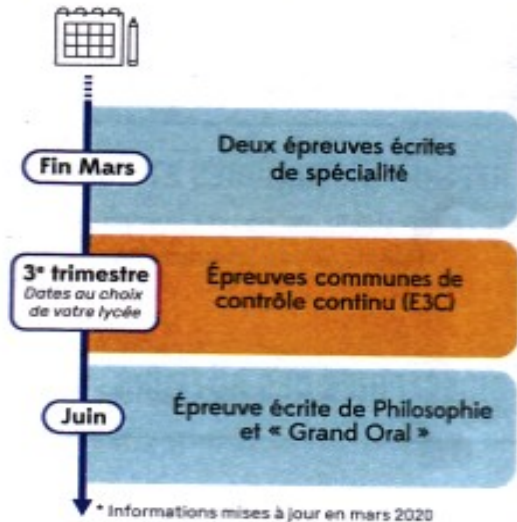 Fin Mars
Deux épreuves écrites
de spécialité
3e trimestre
Dates au choix
de votre lycée
Épreuves communes de
contrôle continu (E3C)
Juin
Épreuve écrite de Philosophie
et « Grand Oral »
* Informations mises à jour en mars 2020